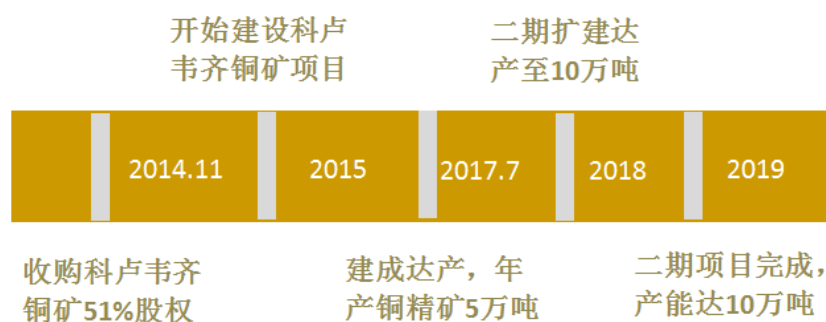 开始建设科卢
韦齐铜矿项目
二期扩建达
产至10万吨
2014.11
2015
2017.7
2018
2019
收购科卢韦齐
铜矿51%股权
建成达产，年
产铜精矿5万吨
二期项目完成，
产能达10万吨